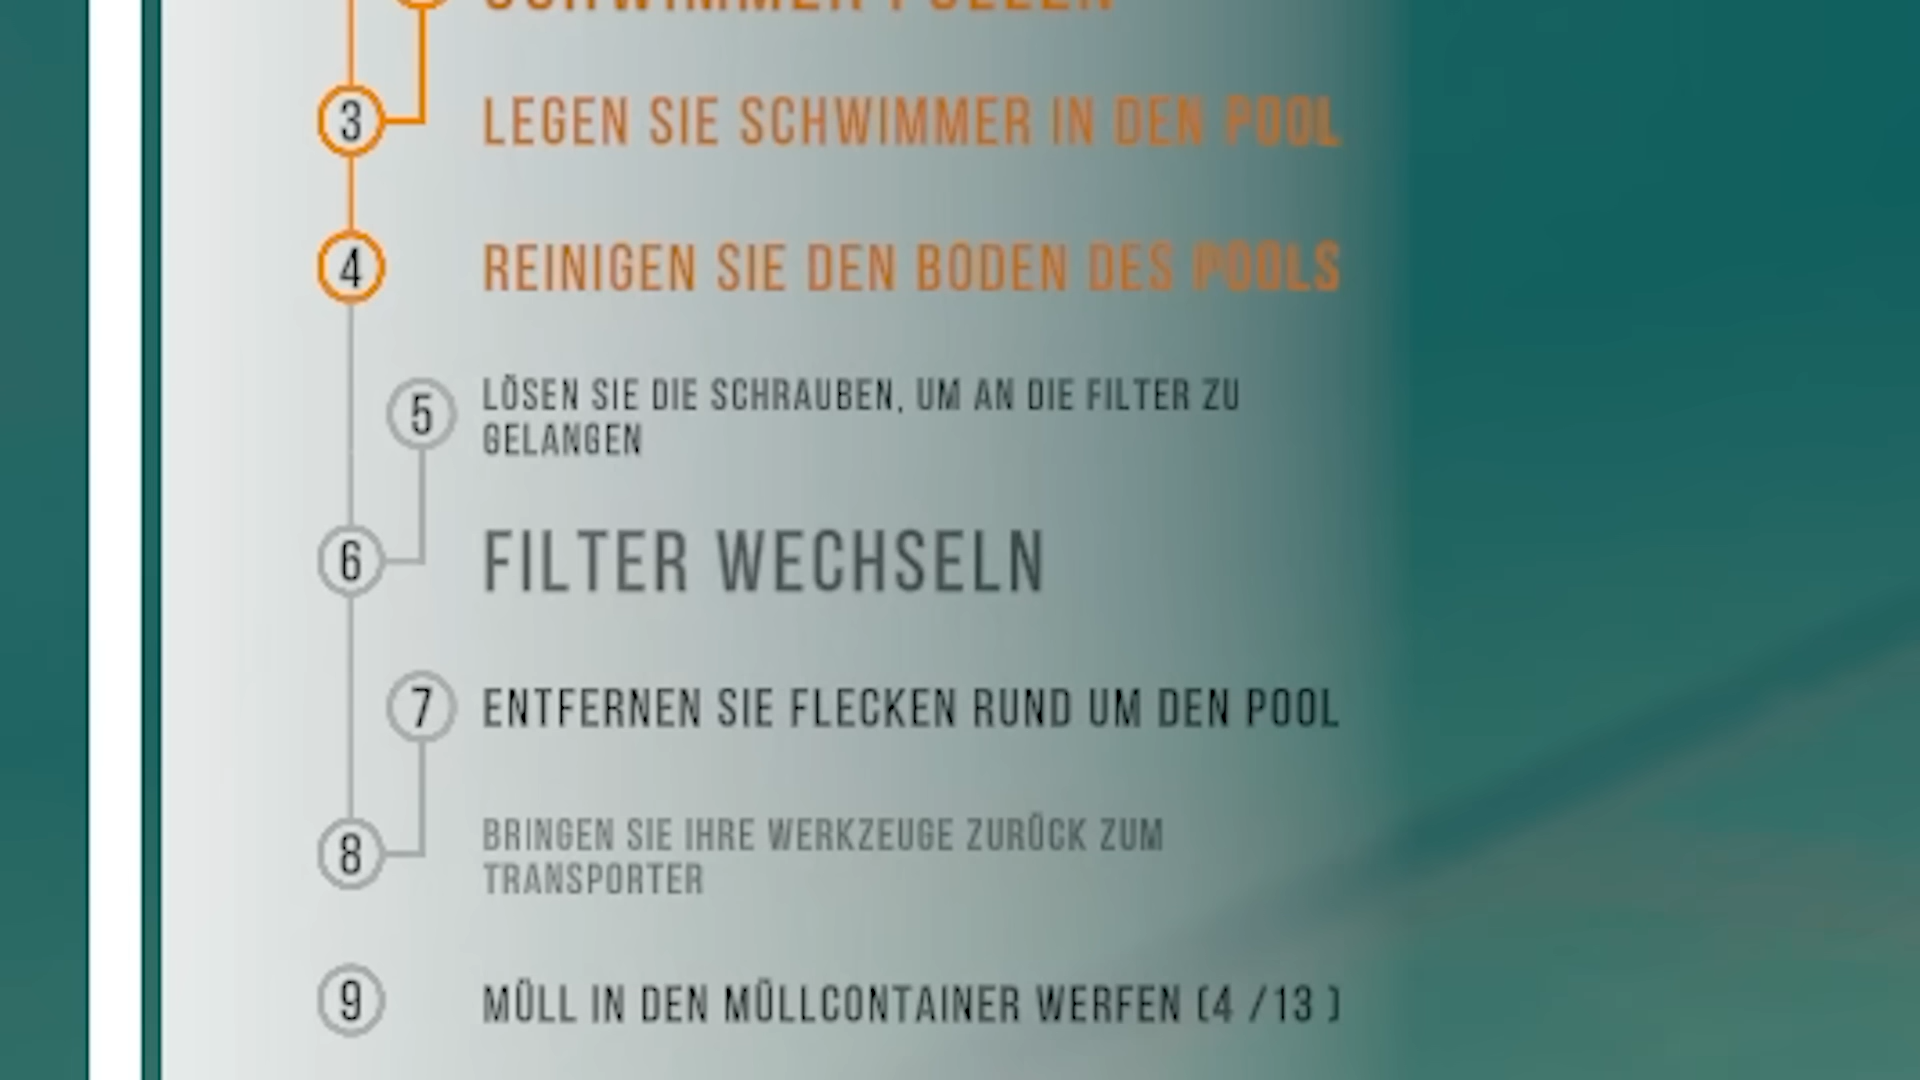 SCHWIMMER FÜLLEN
3 LEGEN SIE SCHWIMMER IN DEN POOL
4 REINIGEN SIE DEN BODEN DES POOLS
5 LÖSEN SIE DIE SCHRAUBEN, UM AN DIE FILTER ZU
GELANGEN
6 FILTER WECHSELN
7 ENTFERNEN SIE FLECKEN RUND UM DEN POOL
8 BRINGEN SIE IHRE WERKZEUGE ZURÜCK ZUM
TRANSPORTER
9 MÜLL IN DEN MÜLLCONTAINER WERFEN (4 /13 )